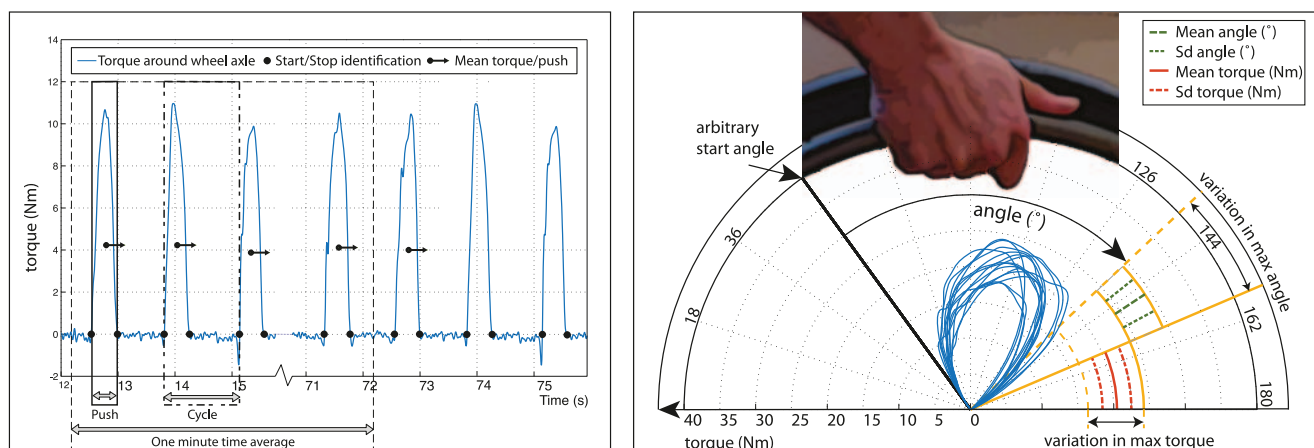 Torque around wheel axle
Start/Stop identification
Mean torque/push
torque (Nm)
14
12
10
8
6
4
2
0
−2
12 13 14 15 71 72 73 74 75
Time (s)
Push
Cycle
One minute time average
Mean angle (˚)
Sd angle (˚)
Mean torque (Nm)
Sd torque (Nm)
arbitrary
start angle
angle (˚)
variation in max angle
18
36
126
144
162
180
40 35 30 25 20 15 10 5 0
torque (Nm)
variation in max torque